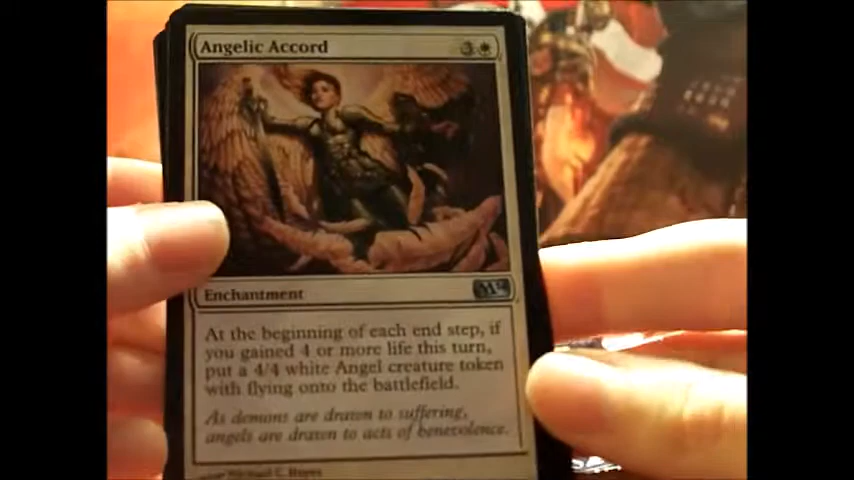 Angelic Accord 3
Enchantment M14
At the beginning of each end step, if
you gained 4 or more life this turn,
put a 4/4 white Angel creature token
with flying onto the battlefield.
As demons are drawn to suffering,
angels are drawn to acts of benevolence.